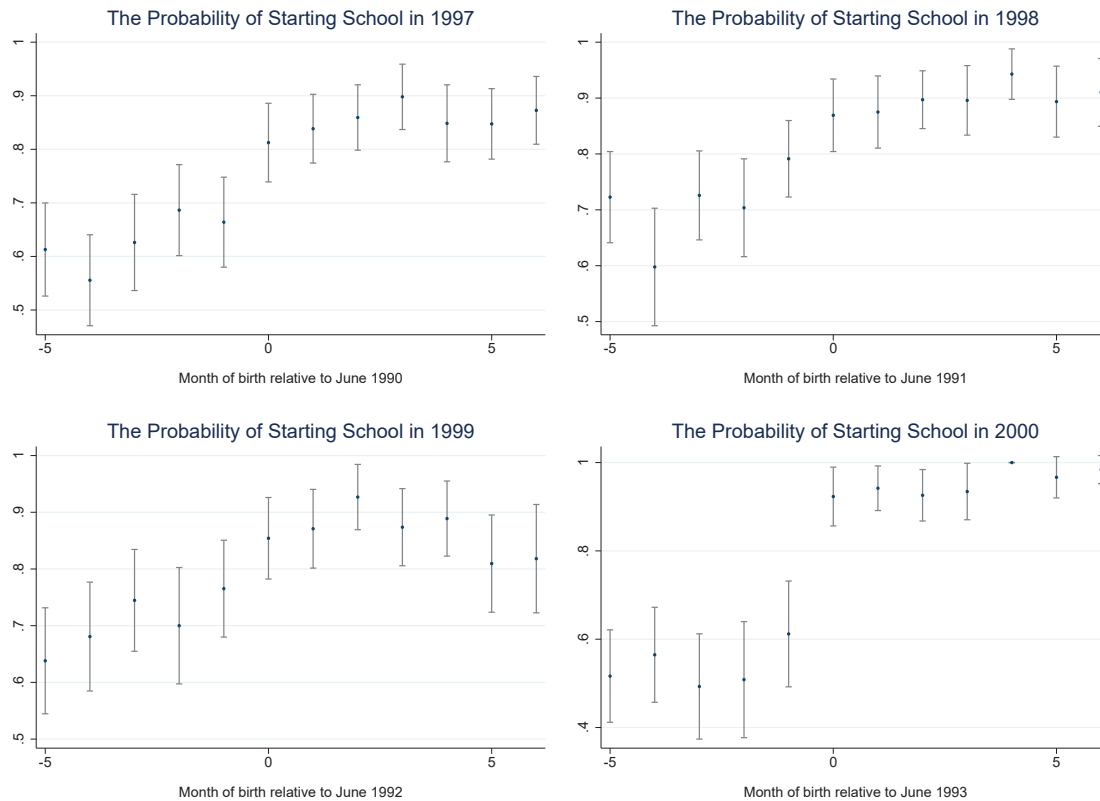 The Probability of Starting School in 1997
1
.9
.8
.7
.6
.5
-5 0 5
Month of birth relative to June 1990
The Probability of Starting School in 1998
1
.9
.8
.7
.6
.5
-5 0 5
Month of birth relative to June 1991
The Probability of Starting School in 1999
1
.9
.8
.7
.6
.5
-5 0 5
Month of birth relative to June 1992
The Probability of Starting School in 2000
1
.8
.6
.4
-5 0 5
Month of birth relative to June 1993